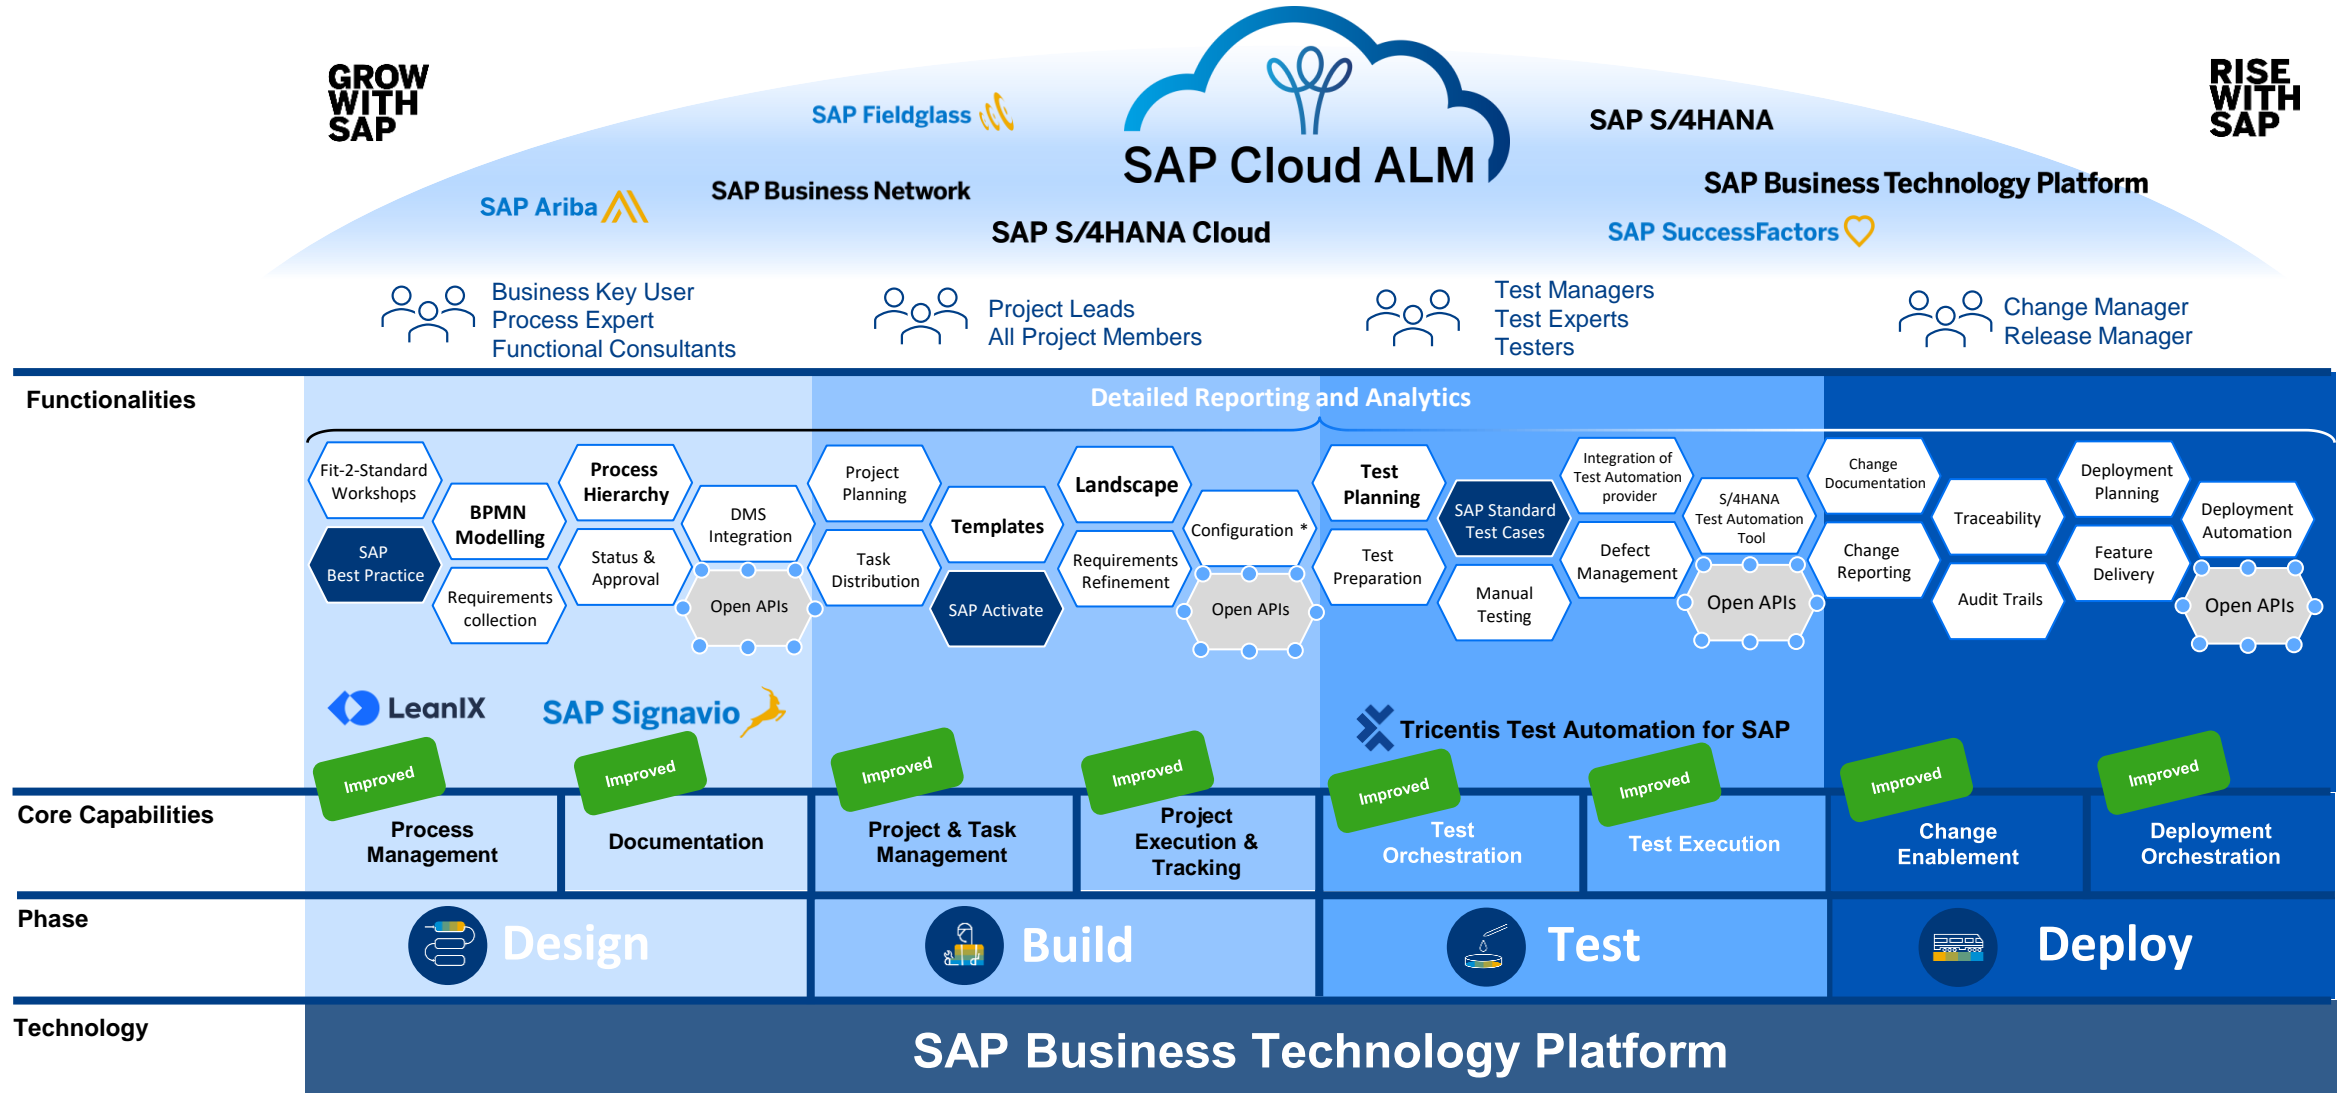 GROW
WITH
SAP
RISE
WITH
SAP
SAP Fieldglass
SAP Cloud ALM
SAP S/4HANA
SAP Ariba
SAP Business Network
SAP S/4HANA Cloud
SAP Business Technology Platform
SAP SuccessFactors
Business Key User
Process Expert
Functional Consultants
Project Leads
All Project Members
Test Managers
Test Experts
Testers
Change Manager
Release Manager
Functionalities
Detailed Reporting and Analytics
Fit-2-Standard
Workshops
SAP
Best Practice
BPMN
Modelling
Requirements
collection
Process
Hierarchy
Status &
Approval
DMS
Integration
Open APIs
Project
Planning
Task
Distribution
Templates
SAP Activate
Landscape
Requirements
Refinement
Configuration *
Open APIs
Test
Planning
Test
Preparation
SAP Standard
Test Cases
Manual
Testing
Integration of
Test Automation
provider
Defect
Management
S/4HANA
Test Automation
Tool
Open APIs
Change
Documentation
Change
Reporting
Traceability
Audit Trails
Deployment
Planning
Feature
Delivery
Deployment
Automation
Open APIs
LeanIX
SAP Signavio
Tricentis Test Automation for SAP
Improved
Improved
Improved
Improved
Improved
Improved
Improved
Improved
Core Capabilities
Process
Management
Documentation
Project & Task
Management
Project
Execution &
Tracking
Test
Orchestration
Test Execution
Change
Enablement
Deployment
Orchestration
Phase
Design
Build
Test
Deploy
Technology
SAP Business Technology Platform